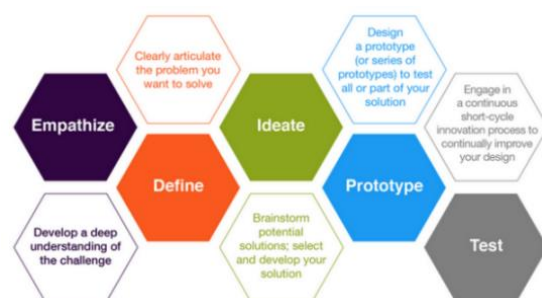 Empathize
Develop a deep
understanding of
the challenge
Clearly articulate
the problem you
want to solve
Define
Ideate
Brainstorm
potential
solutions; select
and develop your
solution
Design
a prototype
(or series of
prototypes) to test
all or part of your
solution
Prototype
Engage in
a continuous
short-cycle
innovation process to
continually improve
your design
Test